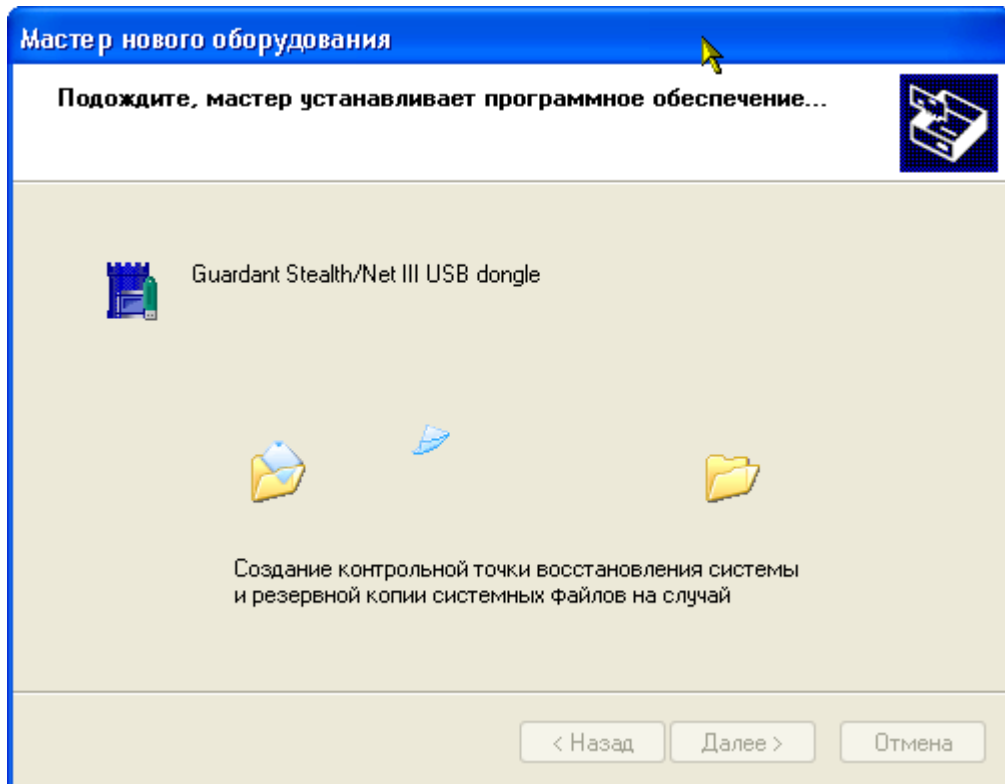 Мастер нового оборудования
Подождите, мастер устанавливает программное обеспечение...
Guardant Stealth/Net III USB dongle
Создание контрольной точки восстановления системы
и резервной копии системных файлов на случай
< Назад
Далее >
Отмена